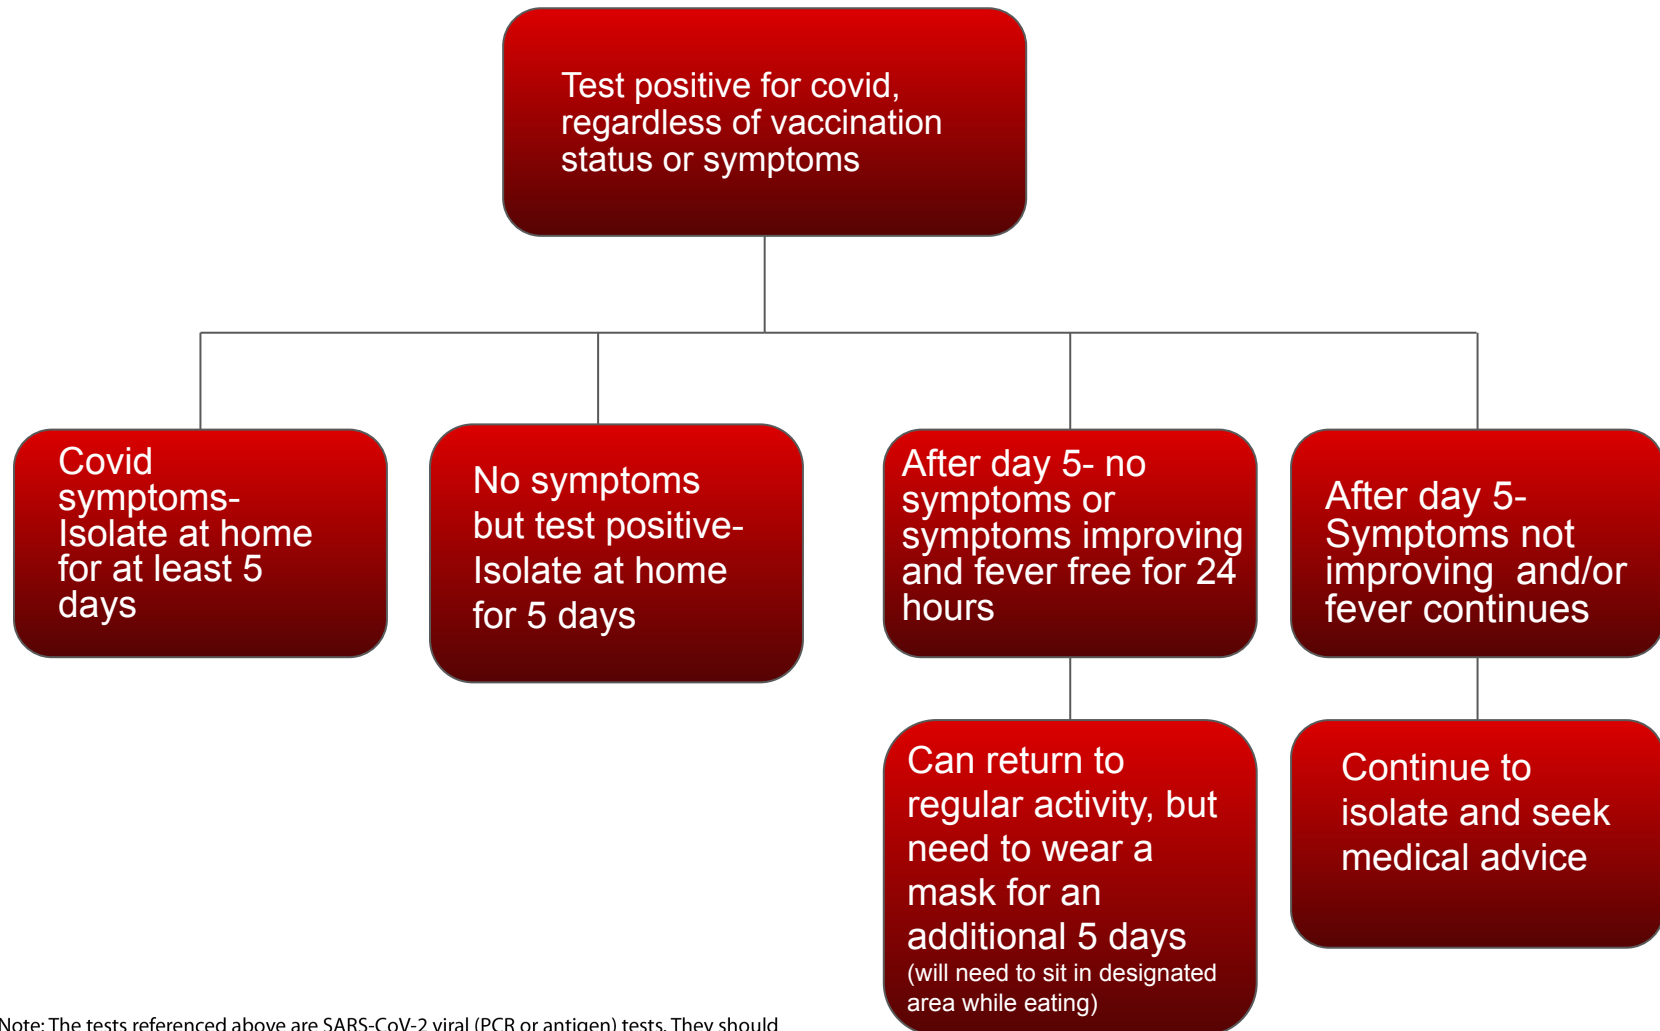 Test positive for covid,
regardless of vaccination
status or symptoms
Covid
symptoms-
Isolate at home
for at least 5
days
No symptoms
but test positive-
Isolate at home
for 5 days
After day 5- no
symptoms or
symptoms improving
and fever free for 24
hours
After day 5-
Symptoms not
improving  and/or
fever continues
Can return to
regular activity, but
need to wear a
mask for an
additional 5 days
(will need to sit in designated
area while eating)
Continue to
isolate and seek
medical advice
Note: The tests referenced above are SARS-CoV-2 viral (PCR or antigen) tests. They should